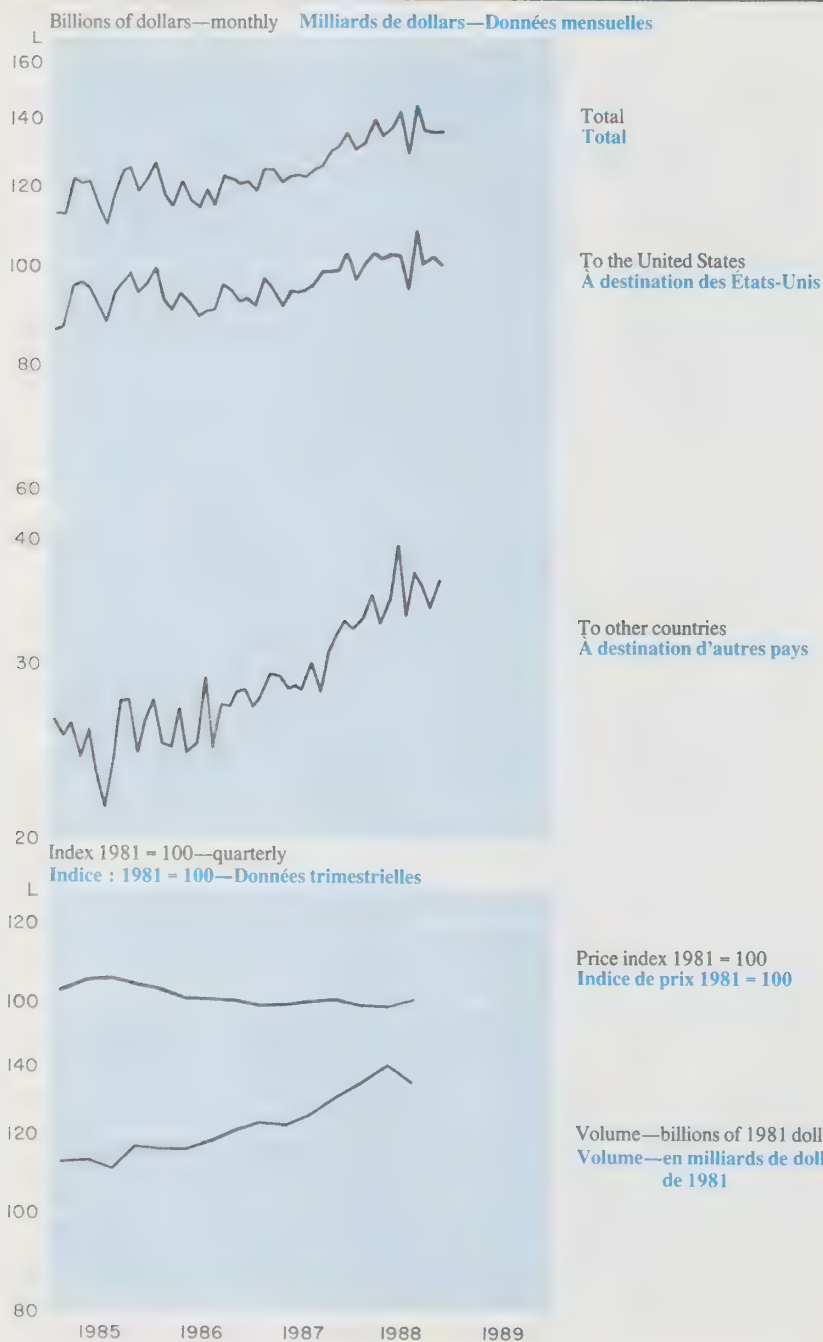 Billions of dollars—monthly Milliards de dollars—Données mensuelles
L
160
140
120
100
80
60
40
30
20
Total
Total
To the United States
À destination des États-Unis
To other countries
À destination d'autres pays
Index 1981 = 100—quarterly
Indice : 1981 = 100—Données trimestrielles
L
120
100
140
120
100
80
Price index 1981 = 100
Indice de prix 1981 = 100
Volume—billions of 1981 doll
Volume—en milliards de doll
de 1981
1985 1986 1987 1988 1989